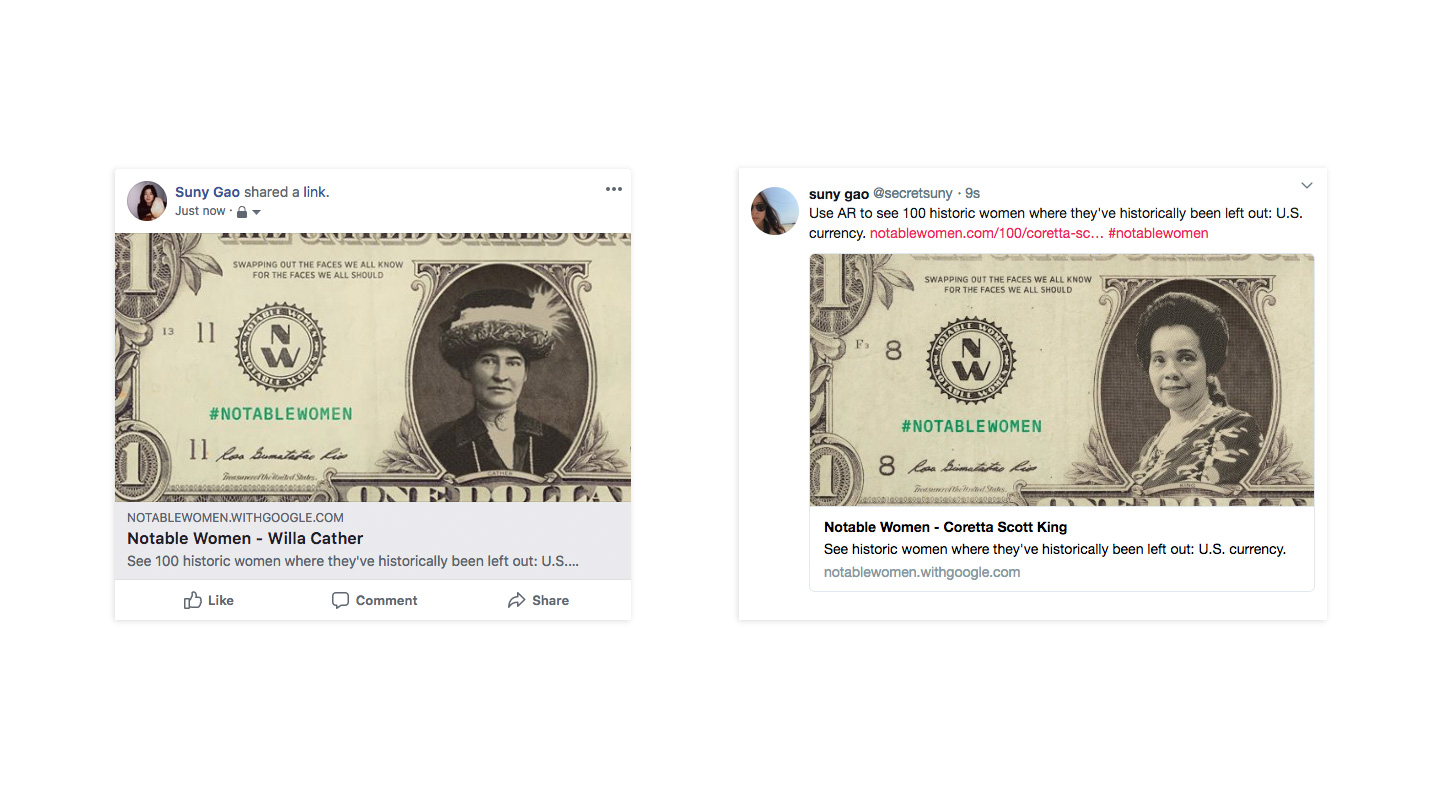 Suny Gao shared a link.
Just now ·
SWAPPING OUT THE FACES WE ALL KNOW
FOR THE FACES WE ALL SHOULD
13
11
NOTABLE WOMEN
NOTABLE WOMEN
NW
#NOTABLEWOMEN
11
Rosa Gumataotao Rios
Treasurer of the United States.
1
CATHER
ONE DOLLA
NOTABLEWOMEN.WITHGOOGLE.COM
Notable Women - Willa Cather
See 100 historic women where they've historically been left out: U.S....
Like
Comment
Share
suny gao @secretsuny · 9s
Use AR to see 100 historic women where they've historically been left out: U.S.
currency. notablewomen.com/100/coretta-sc... #notablewomen
SWAPPING OUT THE FACES WE ALL KNOW
FOR THE FACES WE ALL SHOULD
F3
8
NOTABLE WOMEN
NOTABLE WOMEN
NW
#NOTABLEWOMEN
8
Rosa Gumataotao Rios
Treasurer of the United States.
1
KING
Notable Women - Coretta Scott King
See historic women where they've historically been left out: U.S. currency.
notablewomen.withgoogle.com